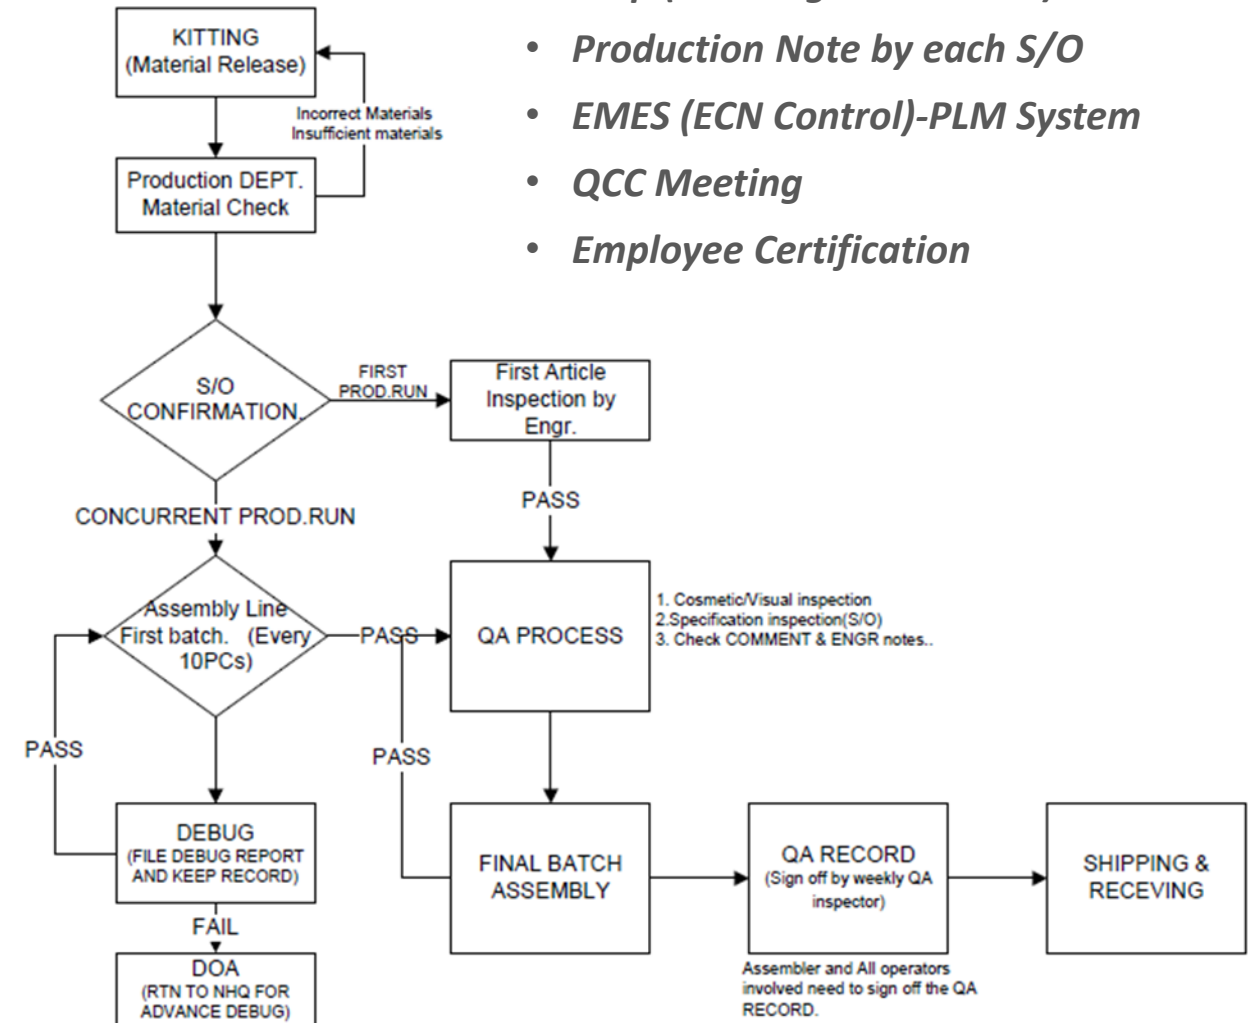 • Production Note by each S/O
• EMES (ECN Control)-PLM System
• QCC Meeting
• Employee Certification
KITTING
(Material Release)
Incorrect Materials
Insufficient materials
Production DEPT.
Material Check
S/O
CONFIRMATION.
FIRST
PROD.RUN
First Article
Inspection by
Engr.
PASS
CONCURRENT PROD.RUN
Assembly Line
First batch. (Every
10PCs)
PASS
QA PROCESS
1. Cosmetic/Visual inspection
2.Specification inspection(S/O)
3. Check COMMENT & ENGR notes..
PASS
PASS
DEBUG
(FILE DEBUG REPORT
AND KEEP RECORD)
FINAL BATCH
ASSEMBLY
QA RECORD
(Sign off by weekly QA
inspector)
SHIPPING &
RECEVING
FAIL
DOA
(RTN TO NHQ FOR
ADVANCE DEBUG)
Assembler and All operators
involved need to sign off the QA
RECORD.